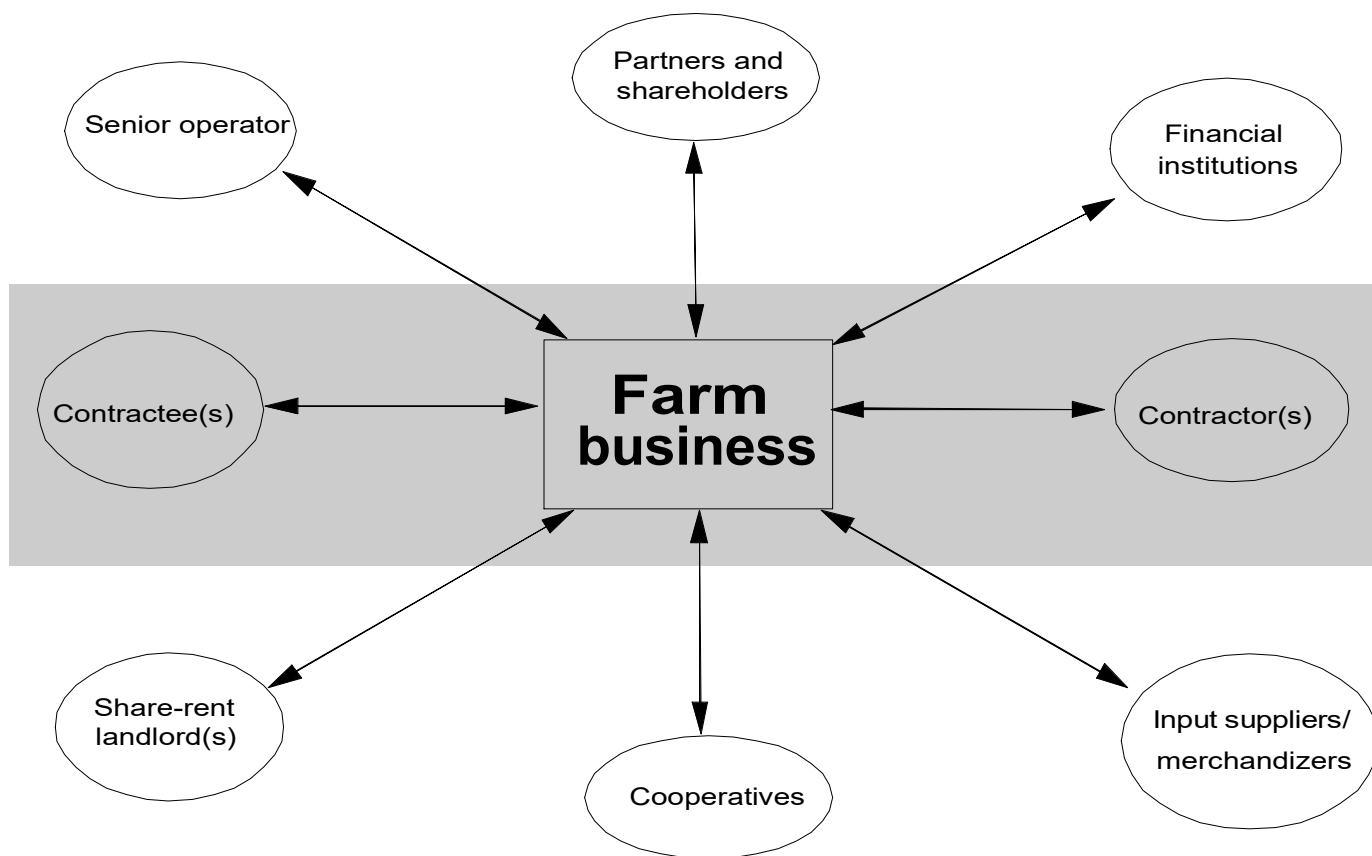 Partners and
shareholders
Senior operator
Financial
institutions
Contractee(s)
Farm
business
Contractor(s)
Share-rent
landlord(s)
Cooperatives
Input suppliers/
merchandizers